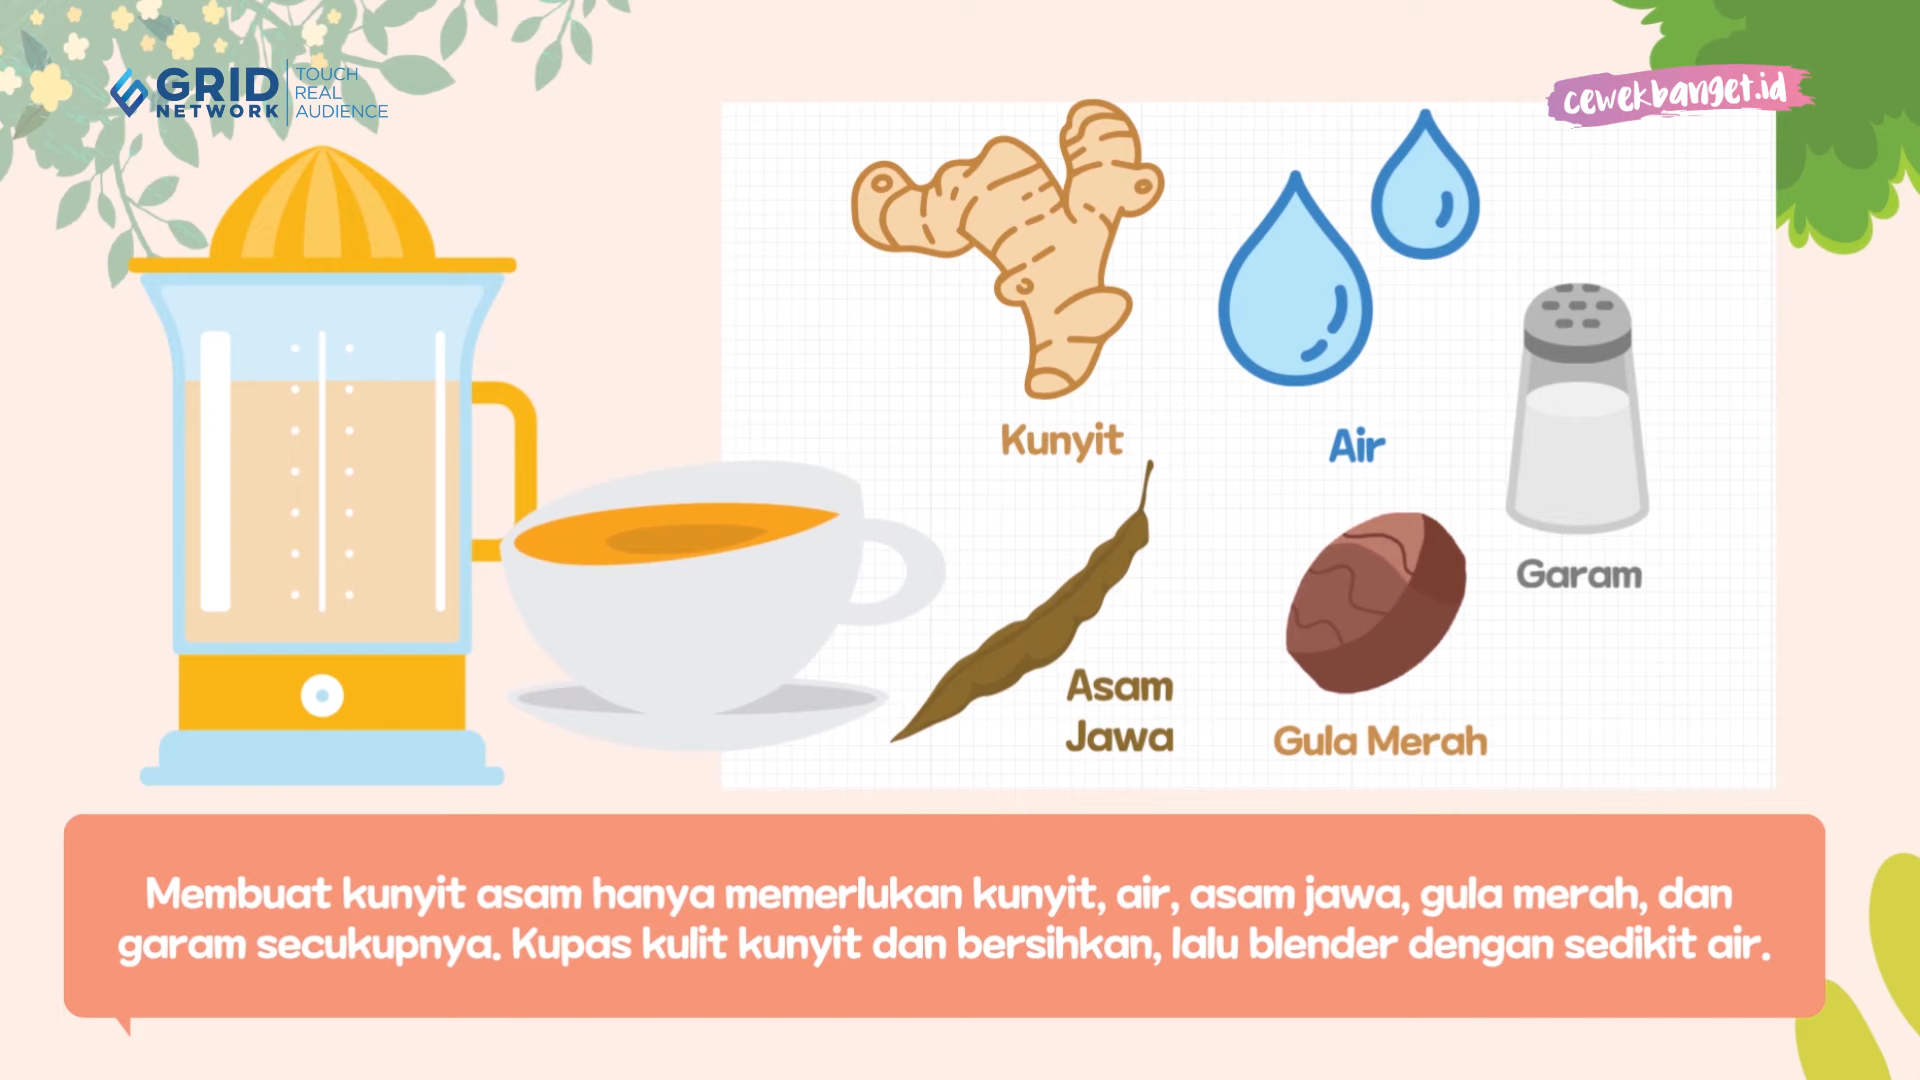 GRID
NETWORK
TOUCH
REAL
AUDIENCE
cewekbanget.id
Kunyit
Air
Garam
Asam
Jawa
Gula Merah
Membuat kunyit asam hanya memerlukan kunyit, air, asam jawa, gula merah, dan
garam secukupnya. Kupas kulit kunyit dan bersihkan, lalu blender dengan sedikit air.